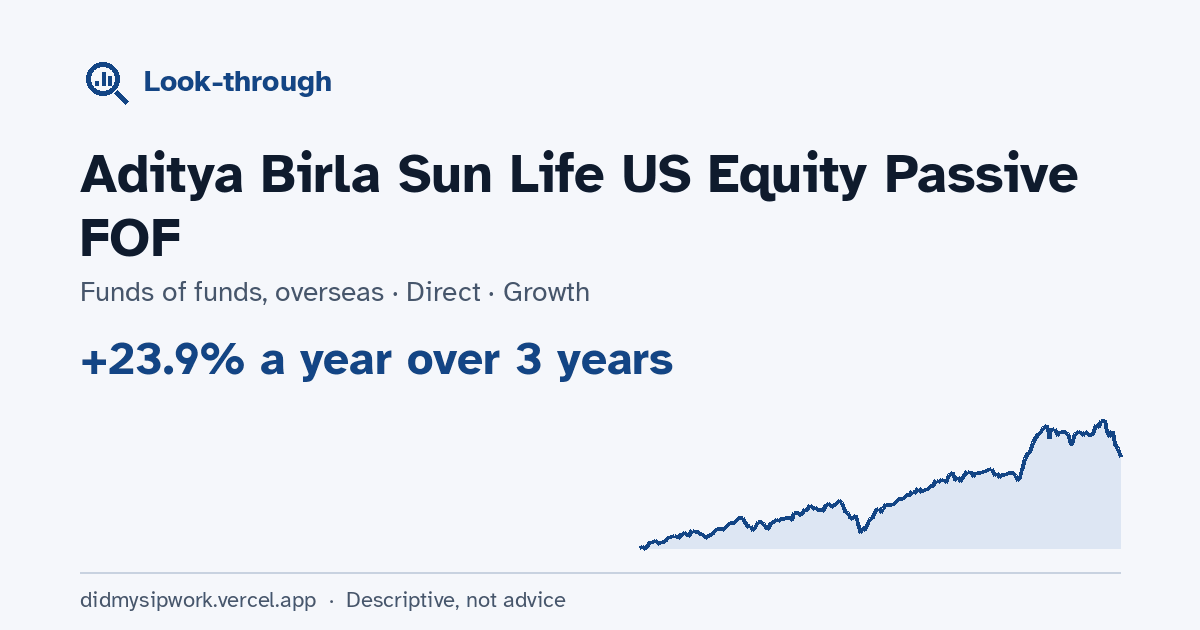 Look-through
Aditya Birla Sun Life US Equity Passive
FOF
Funds of funds, overseas · Direct · Growth
+23.9% a year over 3 years
didmysipwork.vercel.app · Descriptive, not advice